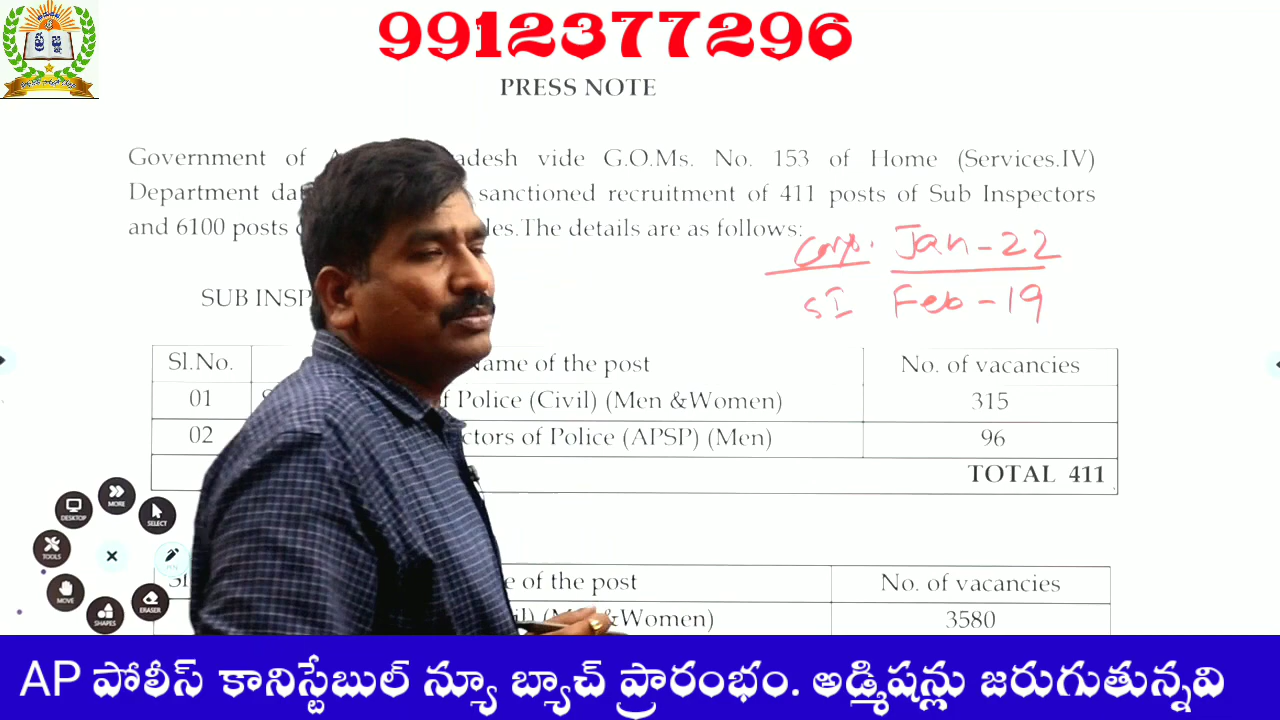 9912377296
PRESS NOTE
Government of adesh vide G.O.Ms. No. 153 of Home (Services.IV)
Department da sanctioned recruitment of 411 posts of Sub Inspectors
and 6100 posts les.The details are as follows:
Jan-22
SI Feb-19
SUB INSP
Sl.No. Name of the post No. of vacancies
01 of Police (Civil) (Men &Women) 315
02 ctors of Police (APSP) (Men) 96
TOTAL 411
MORE
DESKTOP
SELECT
TOOLS
PEN
MOVE
ERASER
SHAPES
e of the post No. of vacancies
&Women) 3580
AP పోలీస్ కానిస్టేబుల్ న్యూ బ్యాచ్ ప్రారంభం. అడ్మిషన్లు జరుగుతున్నవి